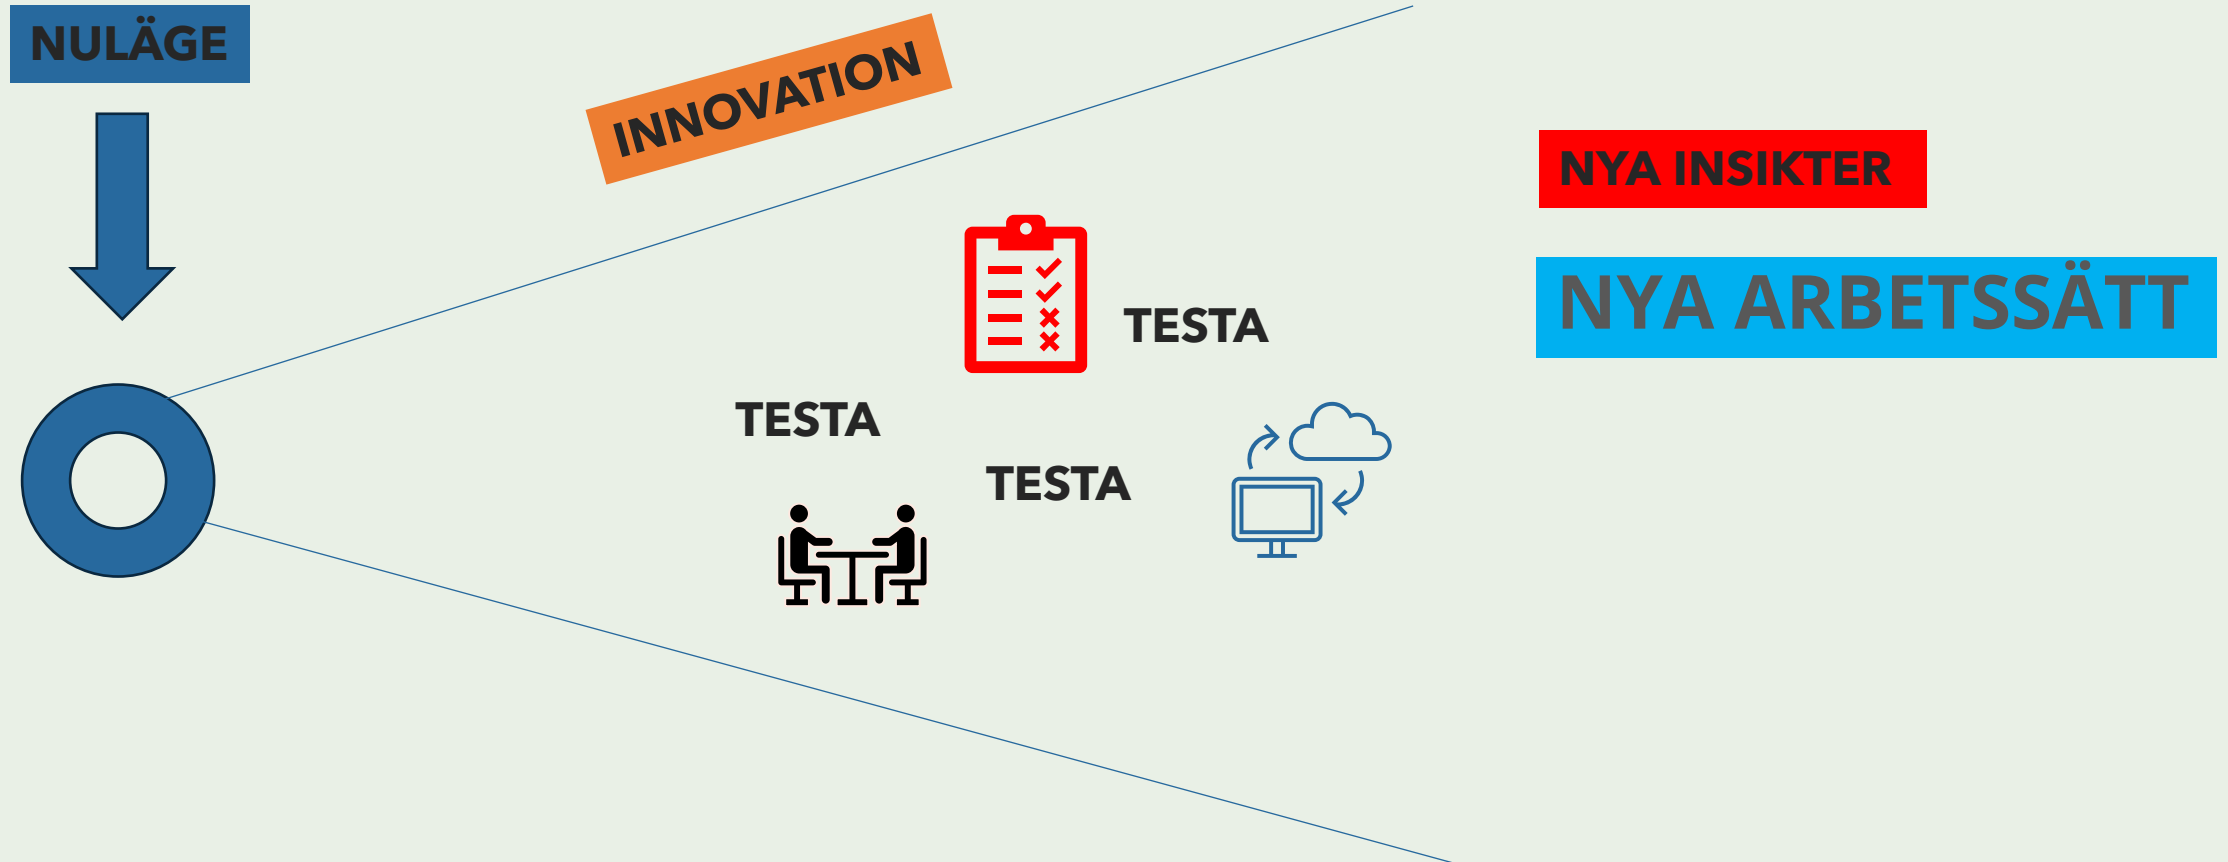 NULÄGE
INNOVATION
NYA INSIKTER
NYA ARBETSSÄTT
TESTA
TESTA
TESTA